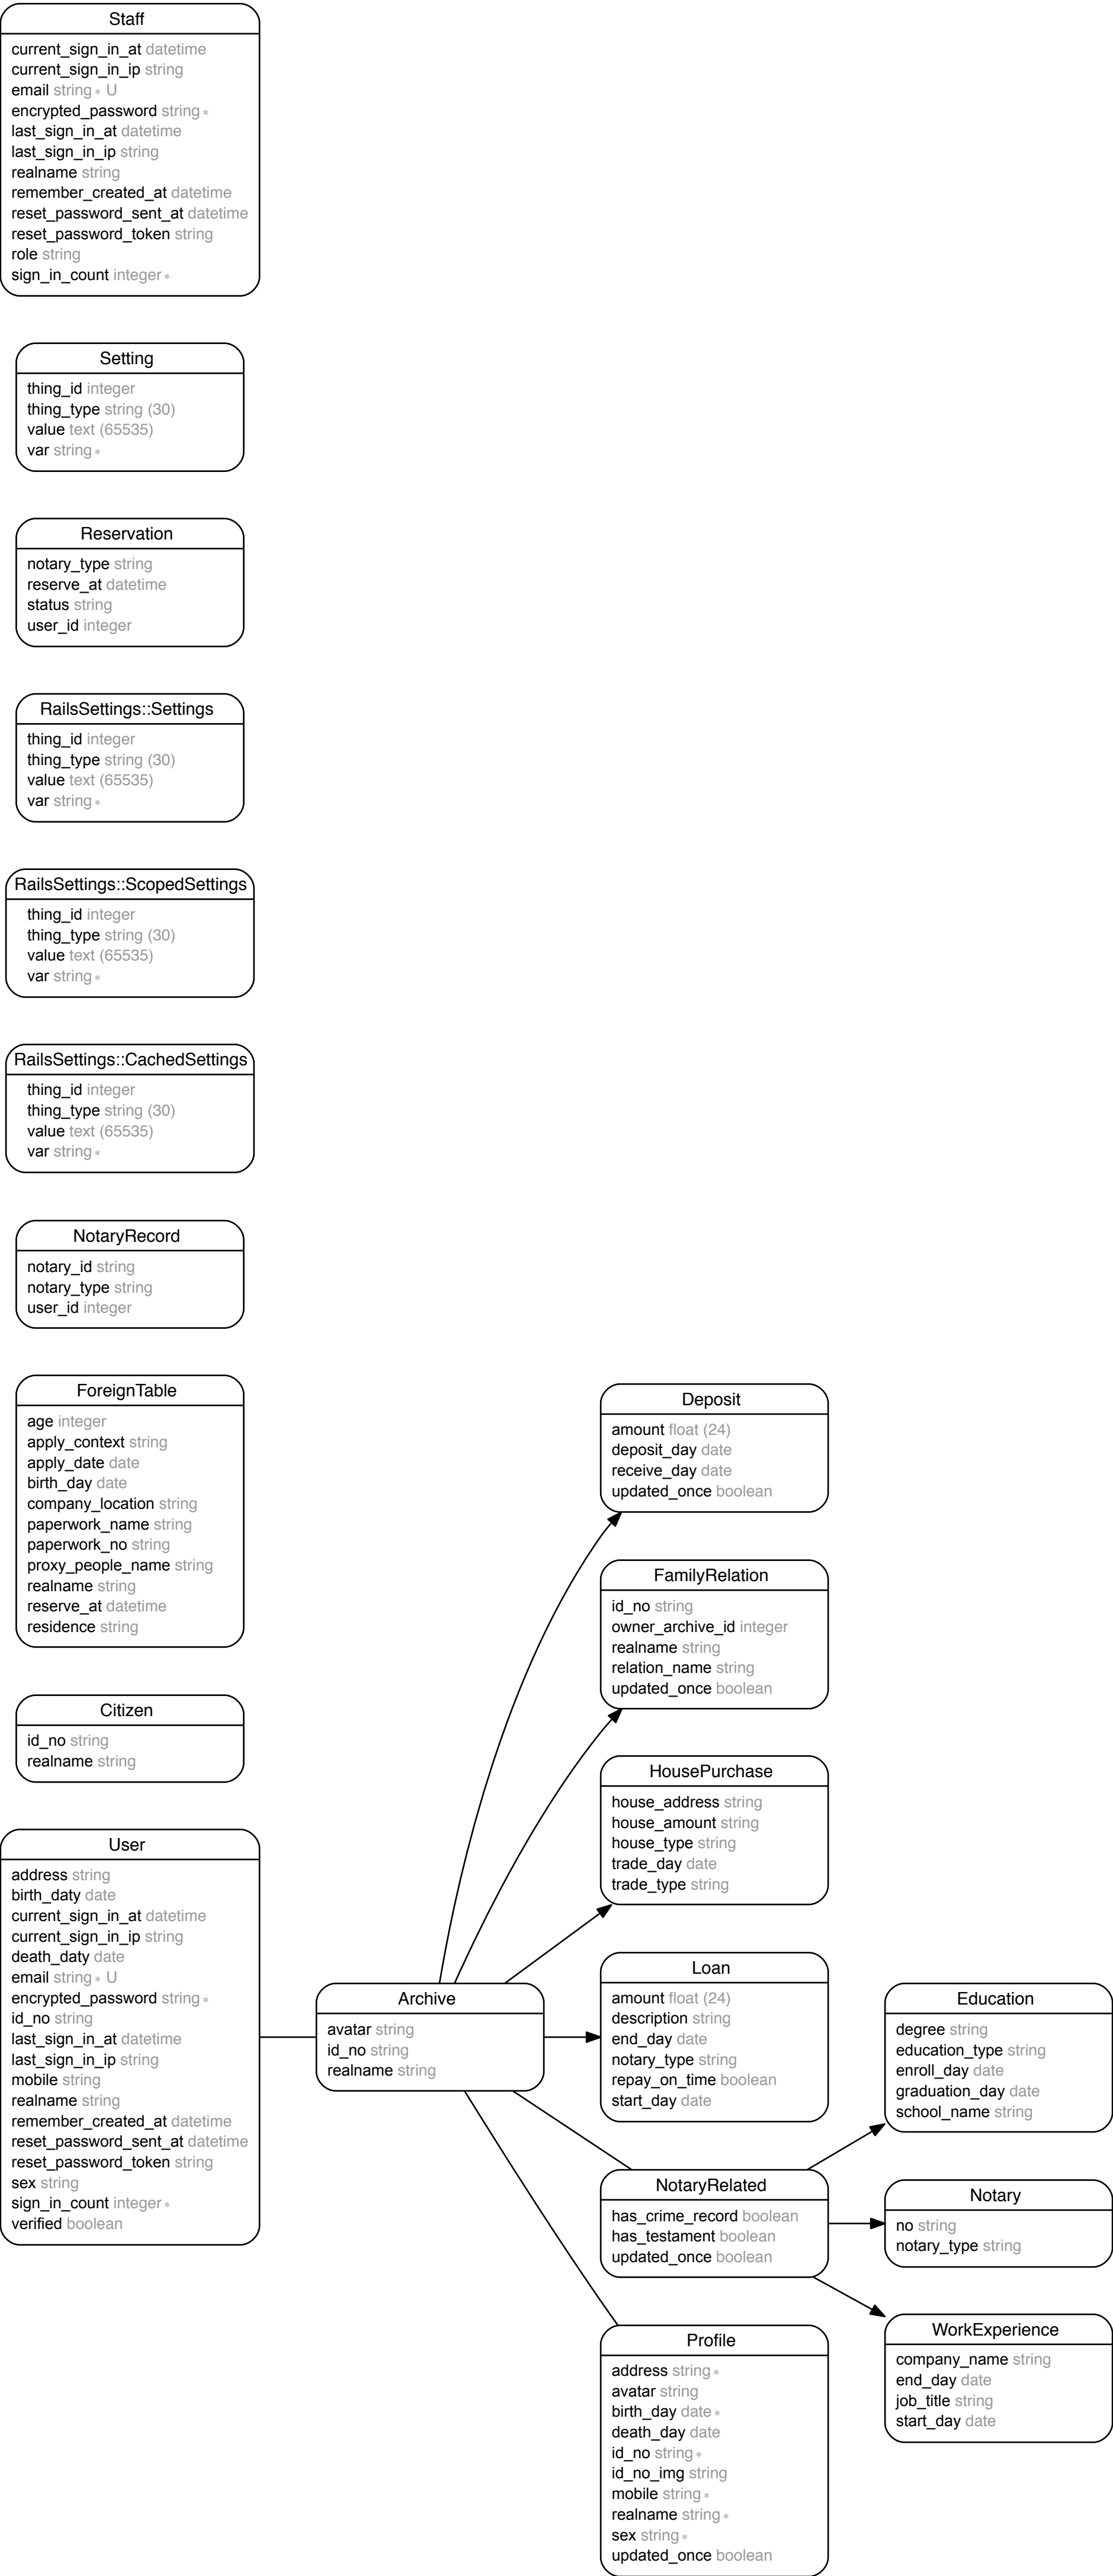 Staff
current_sign_in_at datetime
current_sign_in_ip string
email string ∗ U
encrypted_password string ∗
last_sign_in_at datetime
last_sign_in_ip string
realname string
remember_created_at datetime
reset_password_sent_at datetime
reset_password_token string
role string
sign_in_count integer ∗
Setting
thing_id integer
thing_type string (30)
value text (65535)
var string ∗
Reservation
notary_type string
reserve_at datetime
status string
user_id integer
RailsSettings::Settings
thing_id integer
thing_type string (30)
value text (65535)
var string ∗
RailsSettings::ScopedSettings
thing_id integer
thing_type string (30)
value text (65535)
var string ∗
RailsSettings::CachedSettings
thing_id integer
thing_type string (30)
value text (65535)
var string ∗
NotaryRecord
notary_id string
notary_type string
user_id integer
ForeignTable
age integer
apply_context string
apply_date date
birth_day date
company_location string
paperwork_name string
paperwork_no string
proxy_people_name string
realname string
reserve_at datetime
residence string
Citizen
id_no string
realname string
User
address string
birth_daty date
current_sign_in_at datetime
current_sign_in_ip string
death_daty date
email string ∗ U
encrypted_password string ∗
id_no string
last_sign_in_at datetime
last_sign_in_ip string
mobile string
realname string
remember_created_at datetime
reset_password_sent_at datetime
reset_password_token string
sex string
sign_in_count integer ∗
verified boolean
Archive
avatar string
id_no string
realname string
Deposit
amount float (24)
deposit_day date
receive_day date
updated_once boolean
FamilyRelation
id_no string
owner_archive_id integer
realname string
relation_name string
updated_once boolean
HousePurchase
house_address string
house_amount string
house_type string
trade_day date
trade_type string
Loan
amount float (24)
description string
end_day date
notary_type string
repay_on_time boolean
start_day date
NotaryRelated
has_crime_record boolean
has_testament boolean
updated_once boolean
Profile
address string ∗
avatar string
birth_day date ∗
death_day date
id_no string ∗
id_no_img string
mobile string ∗
realname string ∗
sex string ∗
updated_once boolean
Education
degree string
education_type string
enroll_day date
graduation_day date
school_name string
Notary
no string
notary_type string
WorkExperience
company_name string
end_day date
job_title string
start_day date